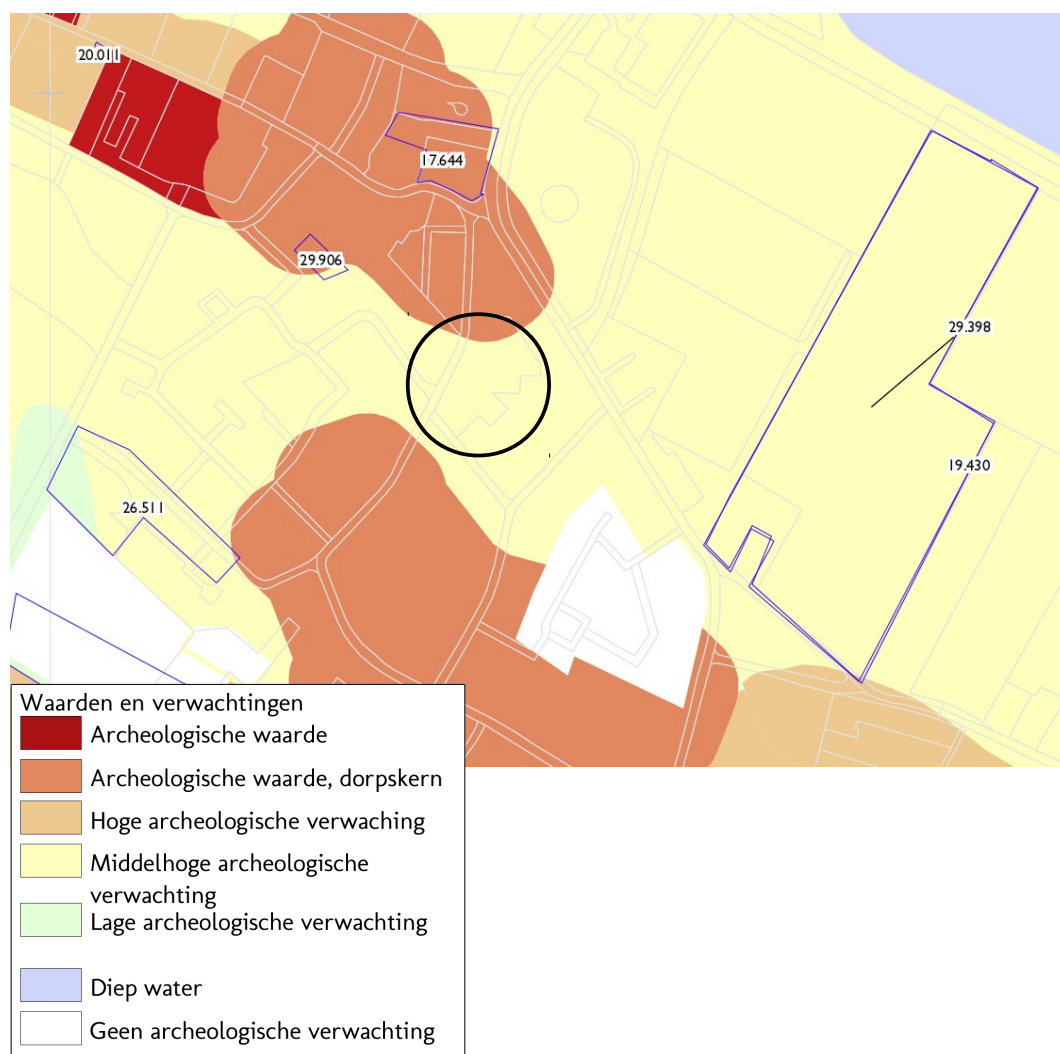 20.011
17.644
29.906
29.398
19.430
26.511
Waarden en verwachtingen
Archeologische waarde
Archeologische waarde, dorpskern
Hoge archeologische verwaching
Middelhoge archeologische
verwachting
Lage archeologische verwachting
Diep water
Geen archeologische verwachting